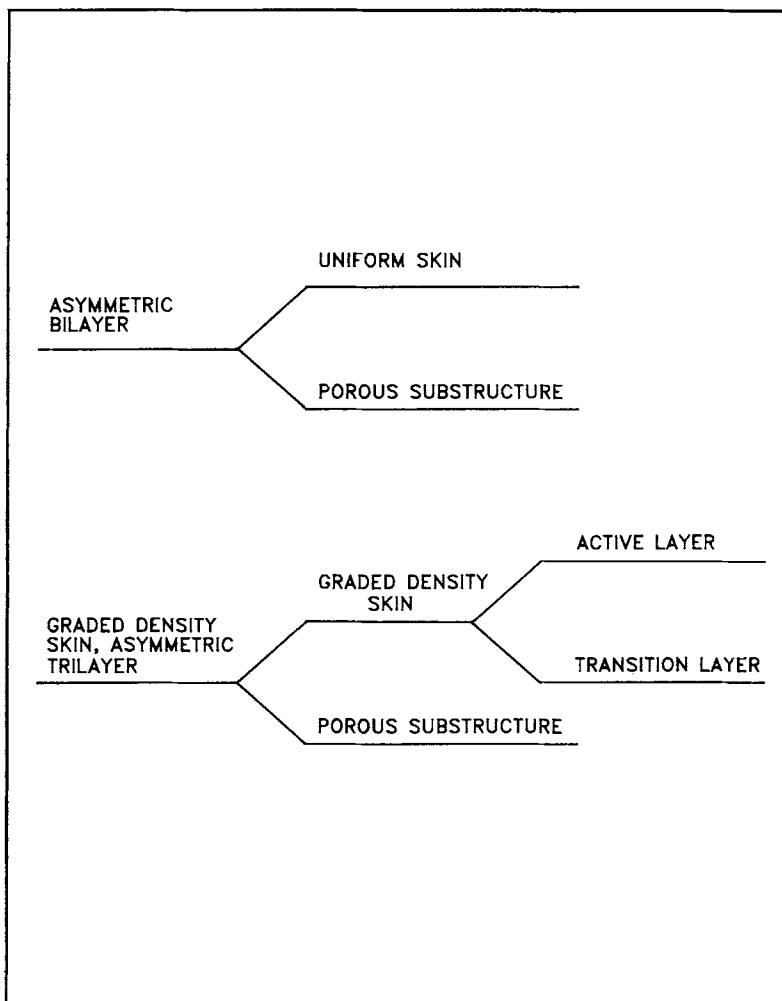 UNIFORM SKIN
ASYMMETRIC
BILAYER
POROUS SUBSTRUCTURE
ACTIVE LAYER
GRADED DENSITY
SKIN
GRADED DENSITY
SKIN, ASYMMETRIC
TRILAYER
TRANSITION LAYER
POROUS SUBSTRUCTURE